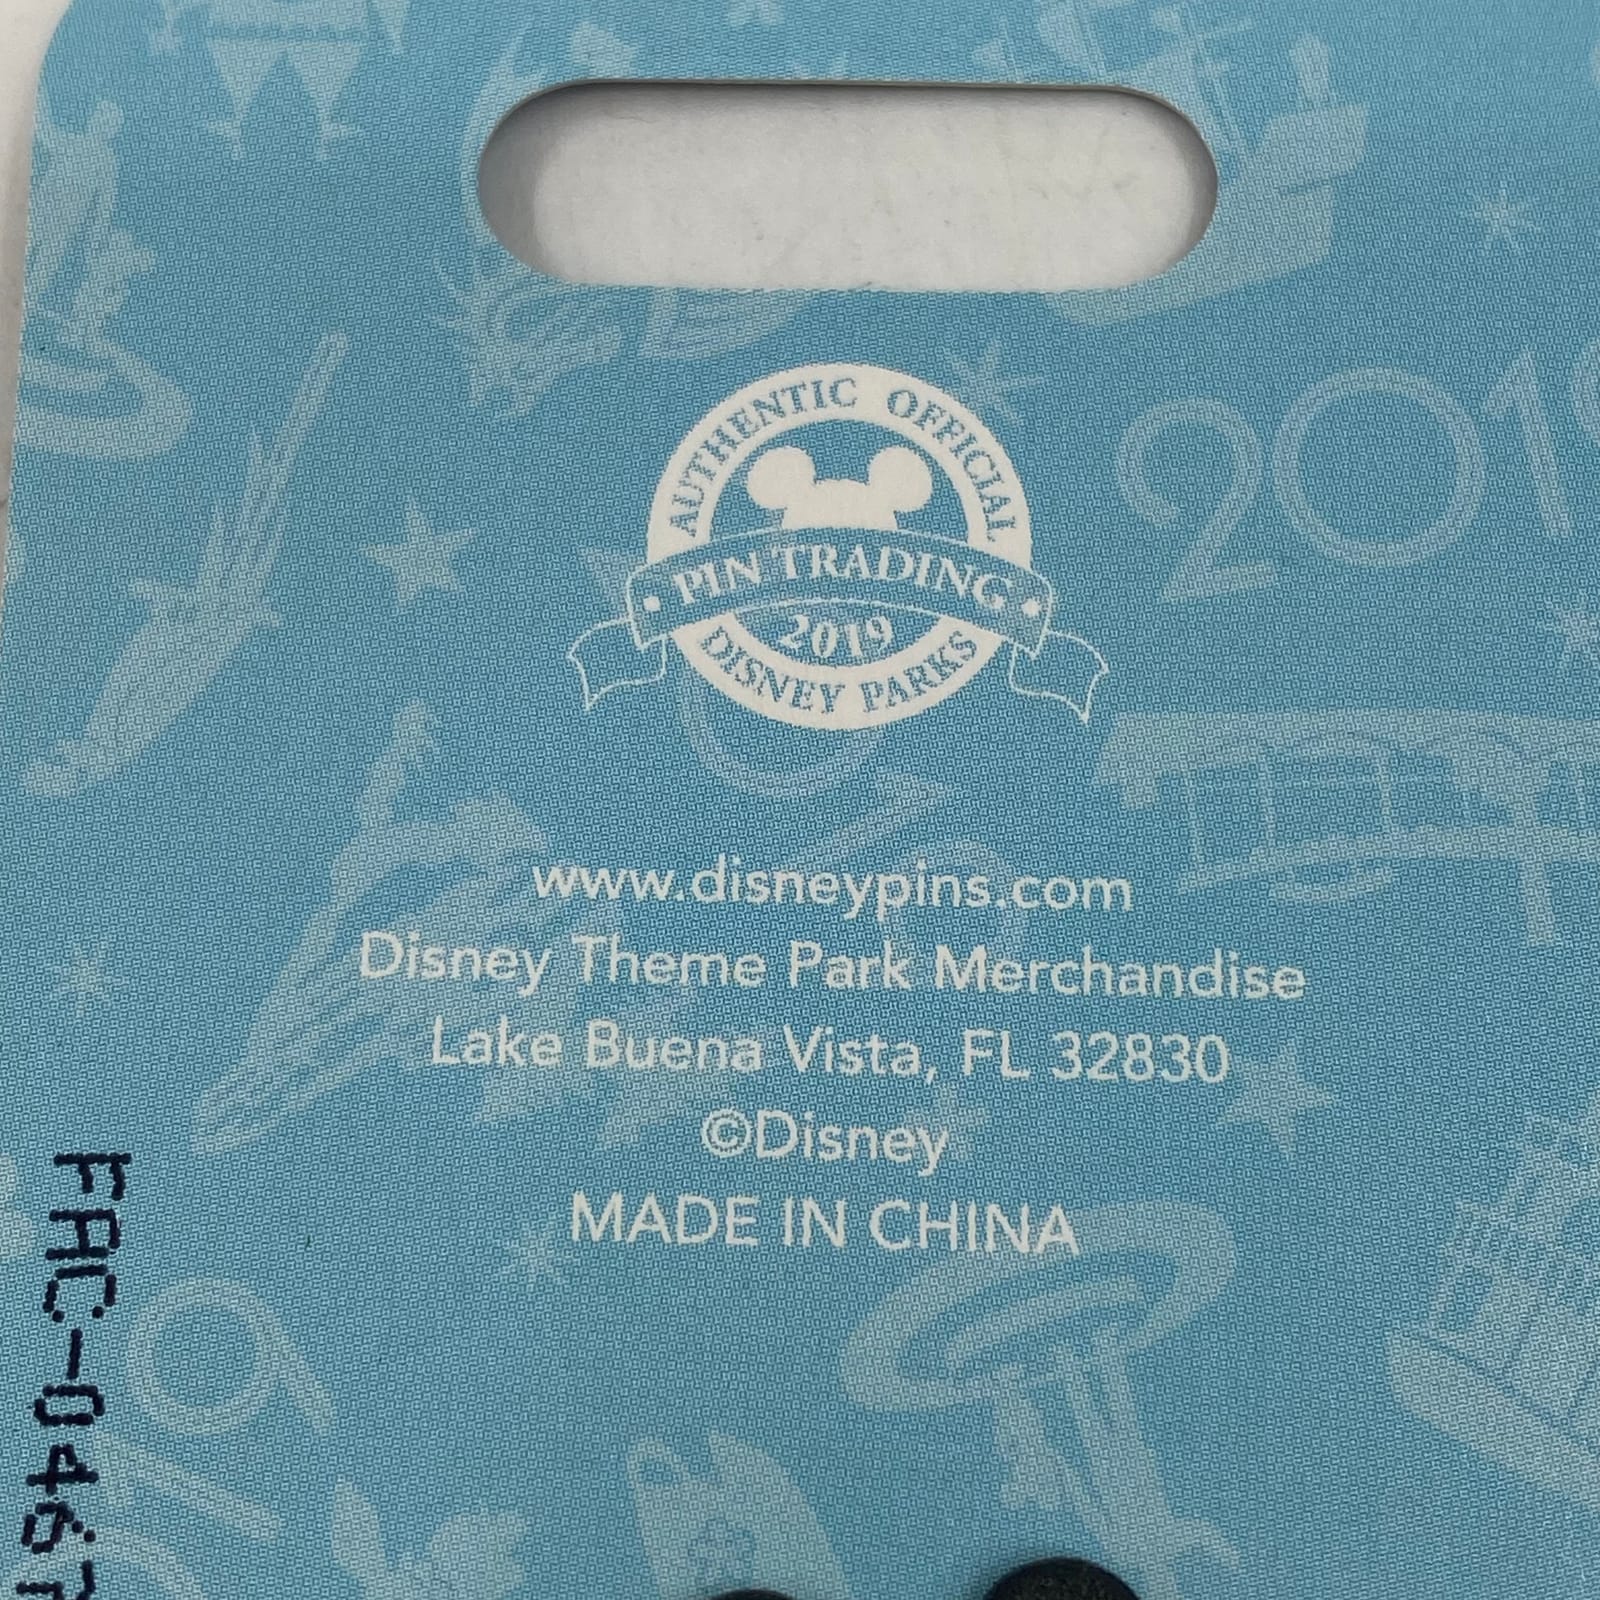 AUTHENTIC OFFICIAL
• PIN TRADING •
2019
DISNEY PARKS
2019
www.disneypins.com
Disney Theme Park Merchandise
Lake Buena Vista, FL 32830
©Disney
MADE IN CHINA